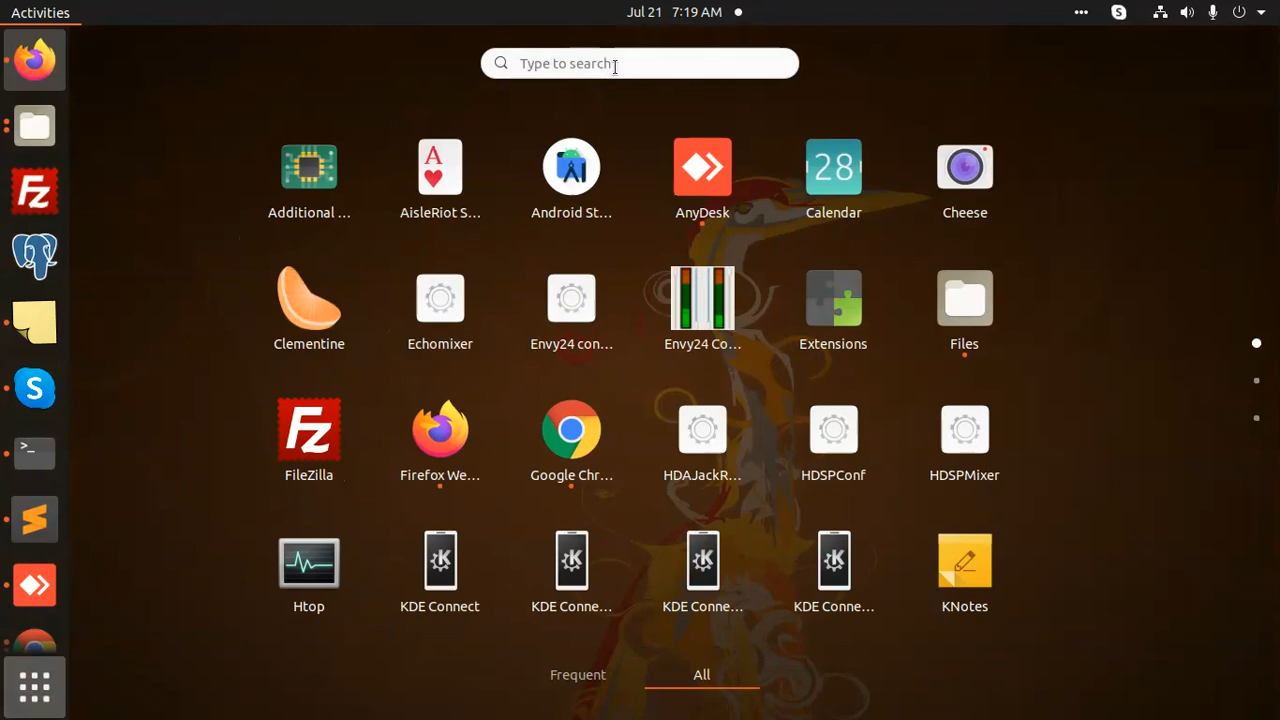 Activities
Jul 21 7:19 AM
Type to search
Additional ...
AisleRiot S...
Android St...
AnyDesk
28
Calendar
Cheese
Clementine
Echomixer
Envy24 con...
Envy24 Co...
Extensions
Files
FileZilla
Firefox We...
Google Chr...
HDAJackR...
HDSPConf
HDSPMixer
Htop
KDE Connect
KDE Conne...
KDE Conne...
KDE Conne...
KNotes
Frequent
All